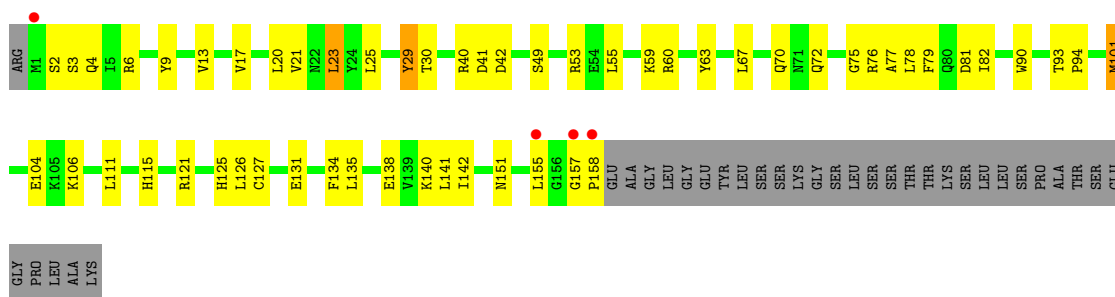 ARG M1 S2 S3 Q4 I5 R6 Y9 V13 V17 L20 V21 N22 L23 Y24 L25 Y29 T30 R40 D41 D42 S49 R53 E54 L55 K59 R60 Y63 L67 Q70 N71 Q72 G75 R76 A77 L78 F79 Q80 D81 I82 W90 T93 P94 M101
E104 K105 K106 L111 H115 R121 H125 L126 C127 E131 F134 L135 E138 V139 K140 L141 I142 N151 L155 G156 G157 P158 GLU ALA GLY LEU GLY GLU TYR LEU SER SER LYS GLY SER LEU SER SER THR THR LYS SER LEU LEU SER PRO ALA THR SER GLU
GLY PRO LEU ALA LYS